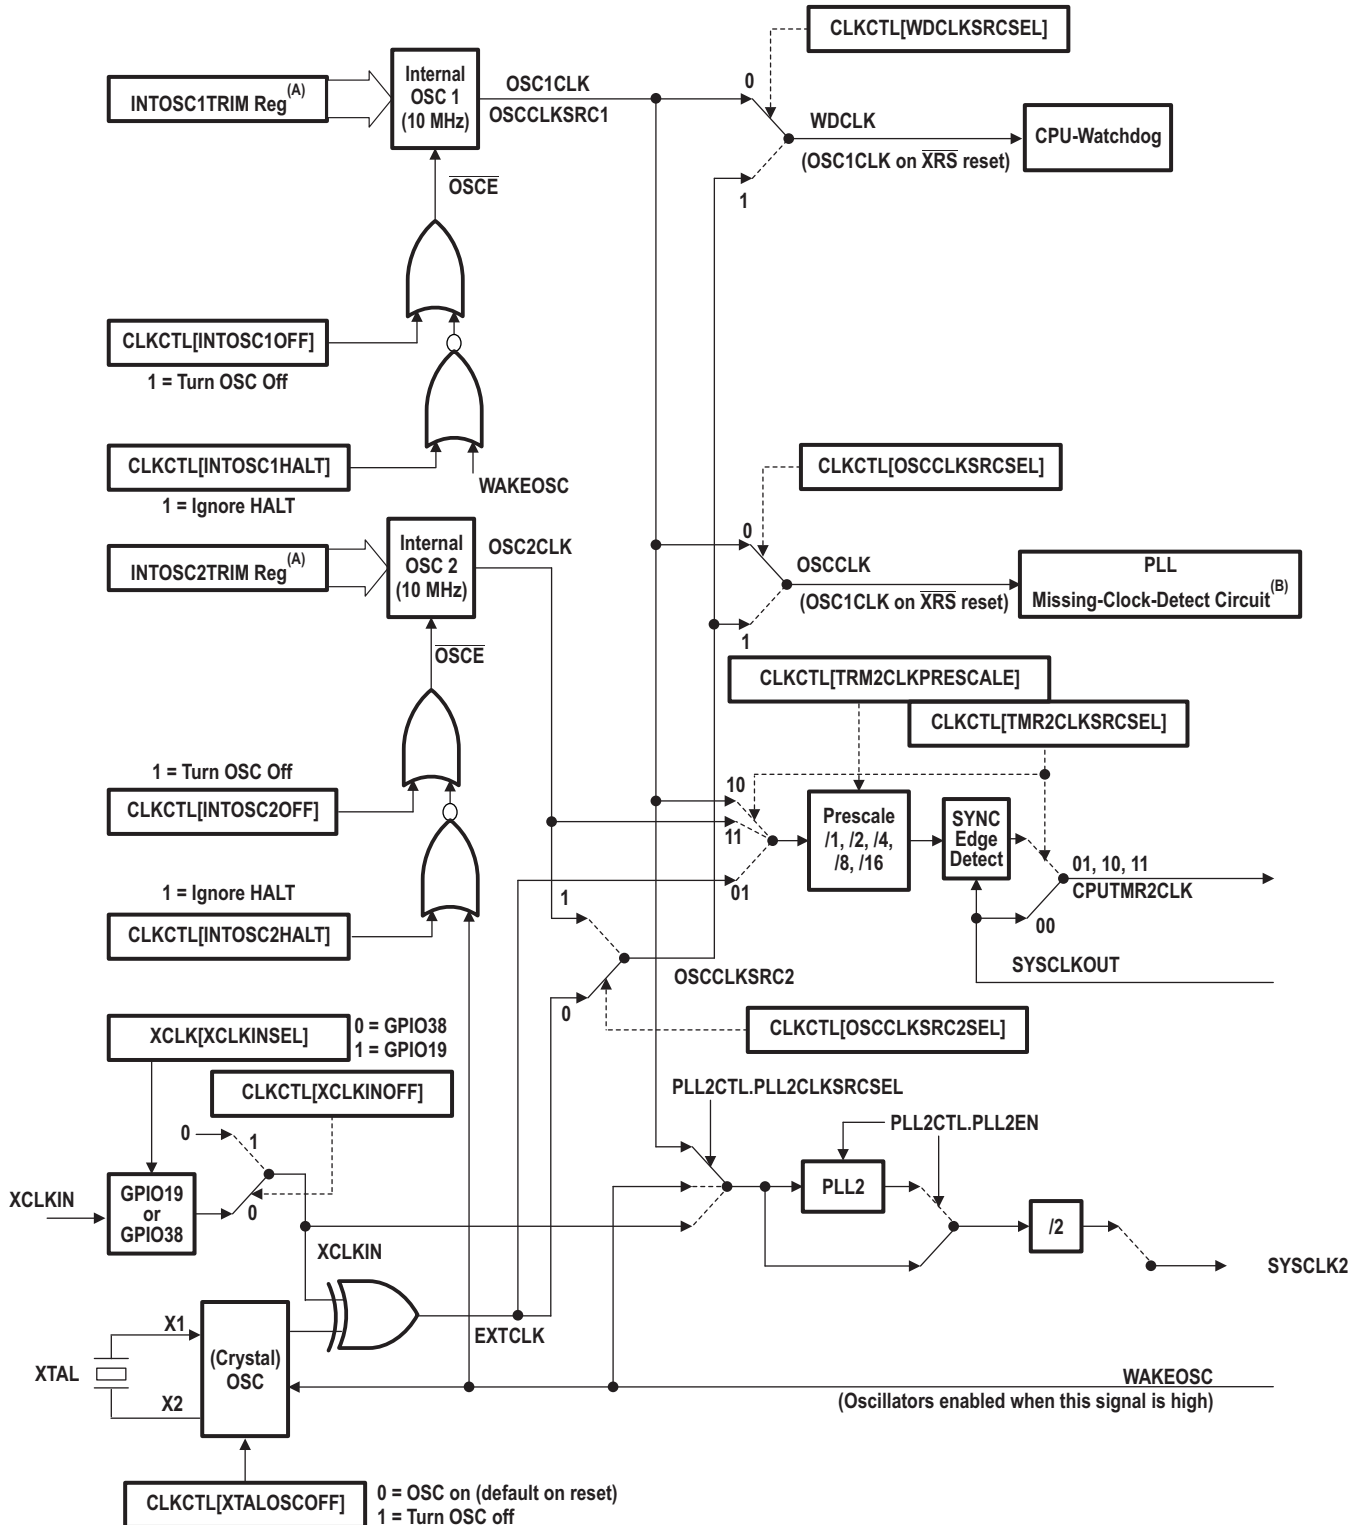 CLKCTL[WDCLKSRCSEL]
INTOSC1TRIM Reg(A)
Internal
OSC 1
(10 MHz)
OSC1CLK
OSCCLKSRC1
0
WDCLK
(OSC1CLK on XRS reset)
1
CPU-Watchdog
OSCE
CLKCTL[INTOSC1OFF]
1 = Turn OSC Off
CLKCTL[INTOSC1HALT]
1 = Ignore HALT
WAKEOSC
CLKCTL[OSCCLKSRCSEL]
INTOSC2TRIM Reg(A)
Internal
OSC 2
(10 MHz)
OSC2CLK
0
OSCCLK
(OSC1CLK on XRS reset)
1
PLL
Missing-Clock-Detect Circuit(B)
OSCE
CLKCTL[TRM2CLKPRESCALE]
CLKCTL[TMR2CLKSRCSEL]
1 = Turn OSC Off
CLKCTL[INTOSC2OFF]
10
11
01
Prescale
/1, /2, /4,
/8, /16
SYNC
Edge
Detect
01, 10, 11
CPUTMR2CLK
00
SYSCLKOUT
1 = Ignore HALT
CLKCTL[INTOSC2HALT]
1
0
OSCCLKSRC2
CLKCTL[OSCCLKSRC2SEL]
XCLK[XCLKINSEL]
0 = GPIO38
1 = GPIO19
CLKCTL[XCLKINOFF]
0
1
0
XCLKIN
GPIO19
or
GPIO38
XCLKIN
PLL2CTL.PLL2CLKSRCSEL
PLL2CTL.PLL2EN
PLL2
/2
SYSCLK2
EXTCLK
XTAL
X1
X2
(Crystal)
OSC
WAKEOSC
(Oscillators enabled when this signal is high)
CLKCTL[XTALOSCOFF]
0 = OSC on (default on reset)
1 = Turn OSC off